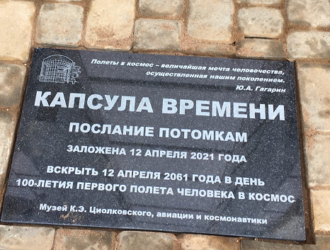 Полеты в космос – величайшая мечта человечества,
осуществленная нашим поколением.
Ю.А. Гагарин
КАПСУЛА ВРЕМЕНИ
ПОСЛАНИЕ ПОТОМКАМ
ЗАЛОЖЕНА 12 АПРЕЛЯ 2021 ГОДА
ВСКРЫТЬ 12 АПРЕЛЯ 2061 ГОДА В ДЕНЬ
100-ЛЕТИЯ ПЕРВОГО ПОЛЕТА ЧЕЛОВЕКА В КОСМОС
Музей К.Э. Циолковского, авиации и космонавтики